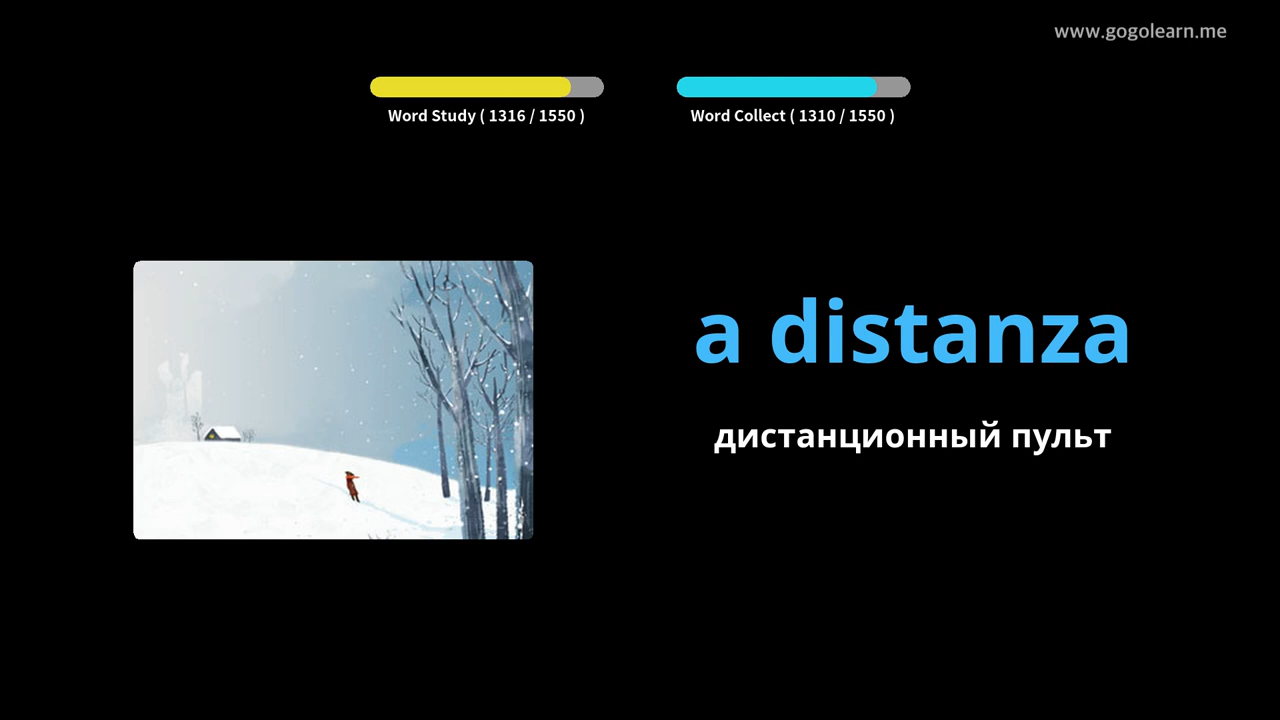 www.gogolearn.me
Word Study ( 1316 / 1550 )
Word Collect ( 1310 / 1550 )
a distanza
дистанционный пульт